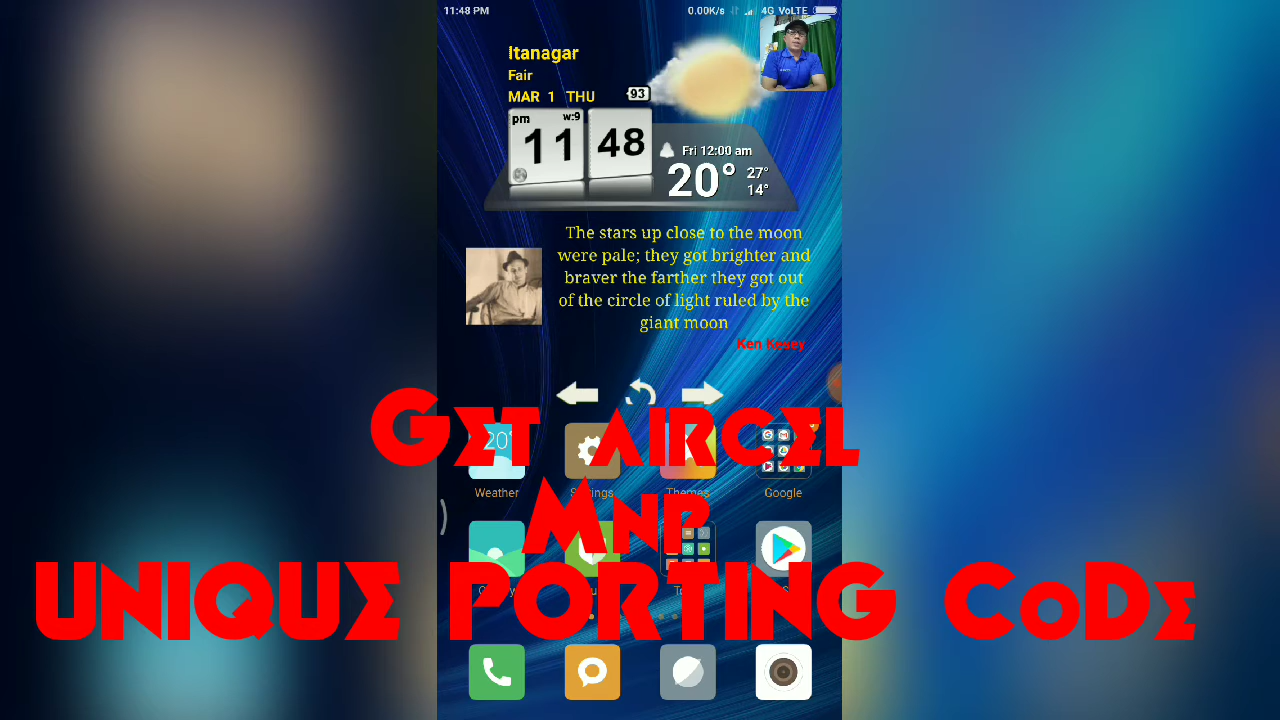 11:48 PM
0.00K/s
4G VoLTE
Itanagar
Fair
MAR 1 THU
93
pm
w:9
11
48
Fri 12:00 am
20°
27°
14°
The stars up close to the moon
were pale; they got brighter and
braver the farther they got out
of the circle of light ruled by the
giant moon
Ken Kesey
GET AIRCEL
20°
Weather
Themes
Google
MNP
UNIQUE PORTING CODE